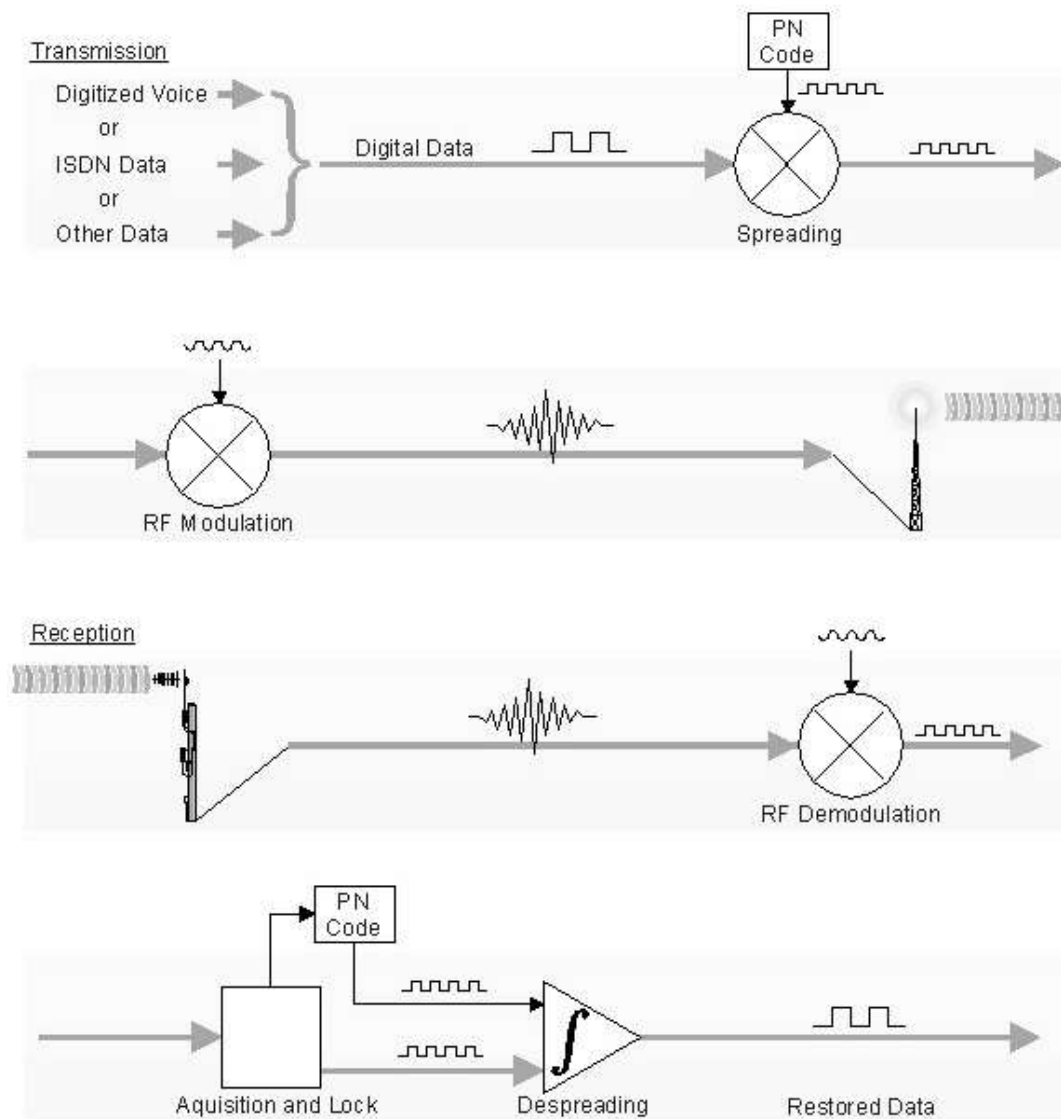 Transmission
PN
Code
Digitized Voice
or
ISDN Data
or
Other Data
Digital Data
Spreading
RF Modulation
Reception
RF Demodulation
PN
Code
Aquisition and Lock
Despreading
Restored Data